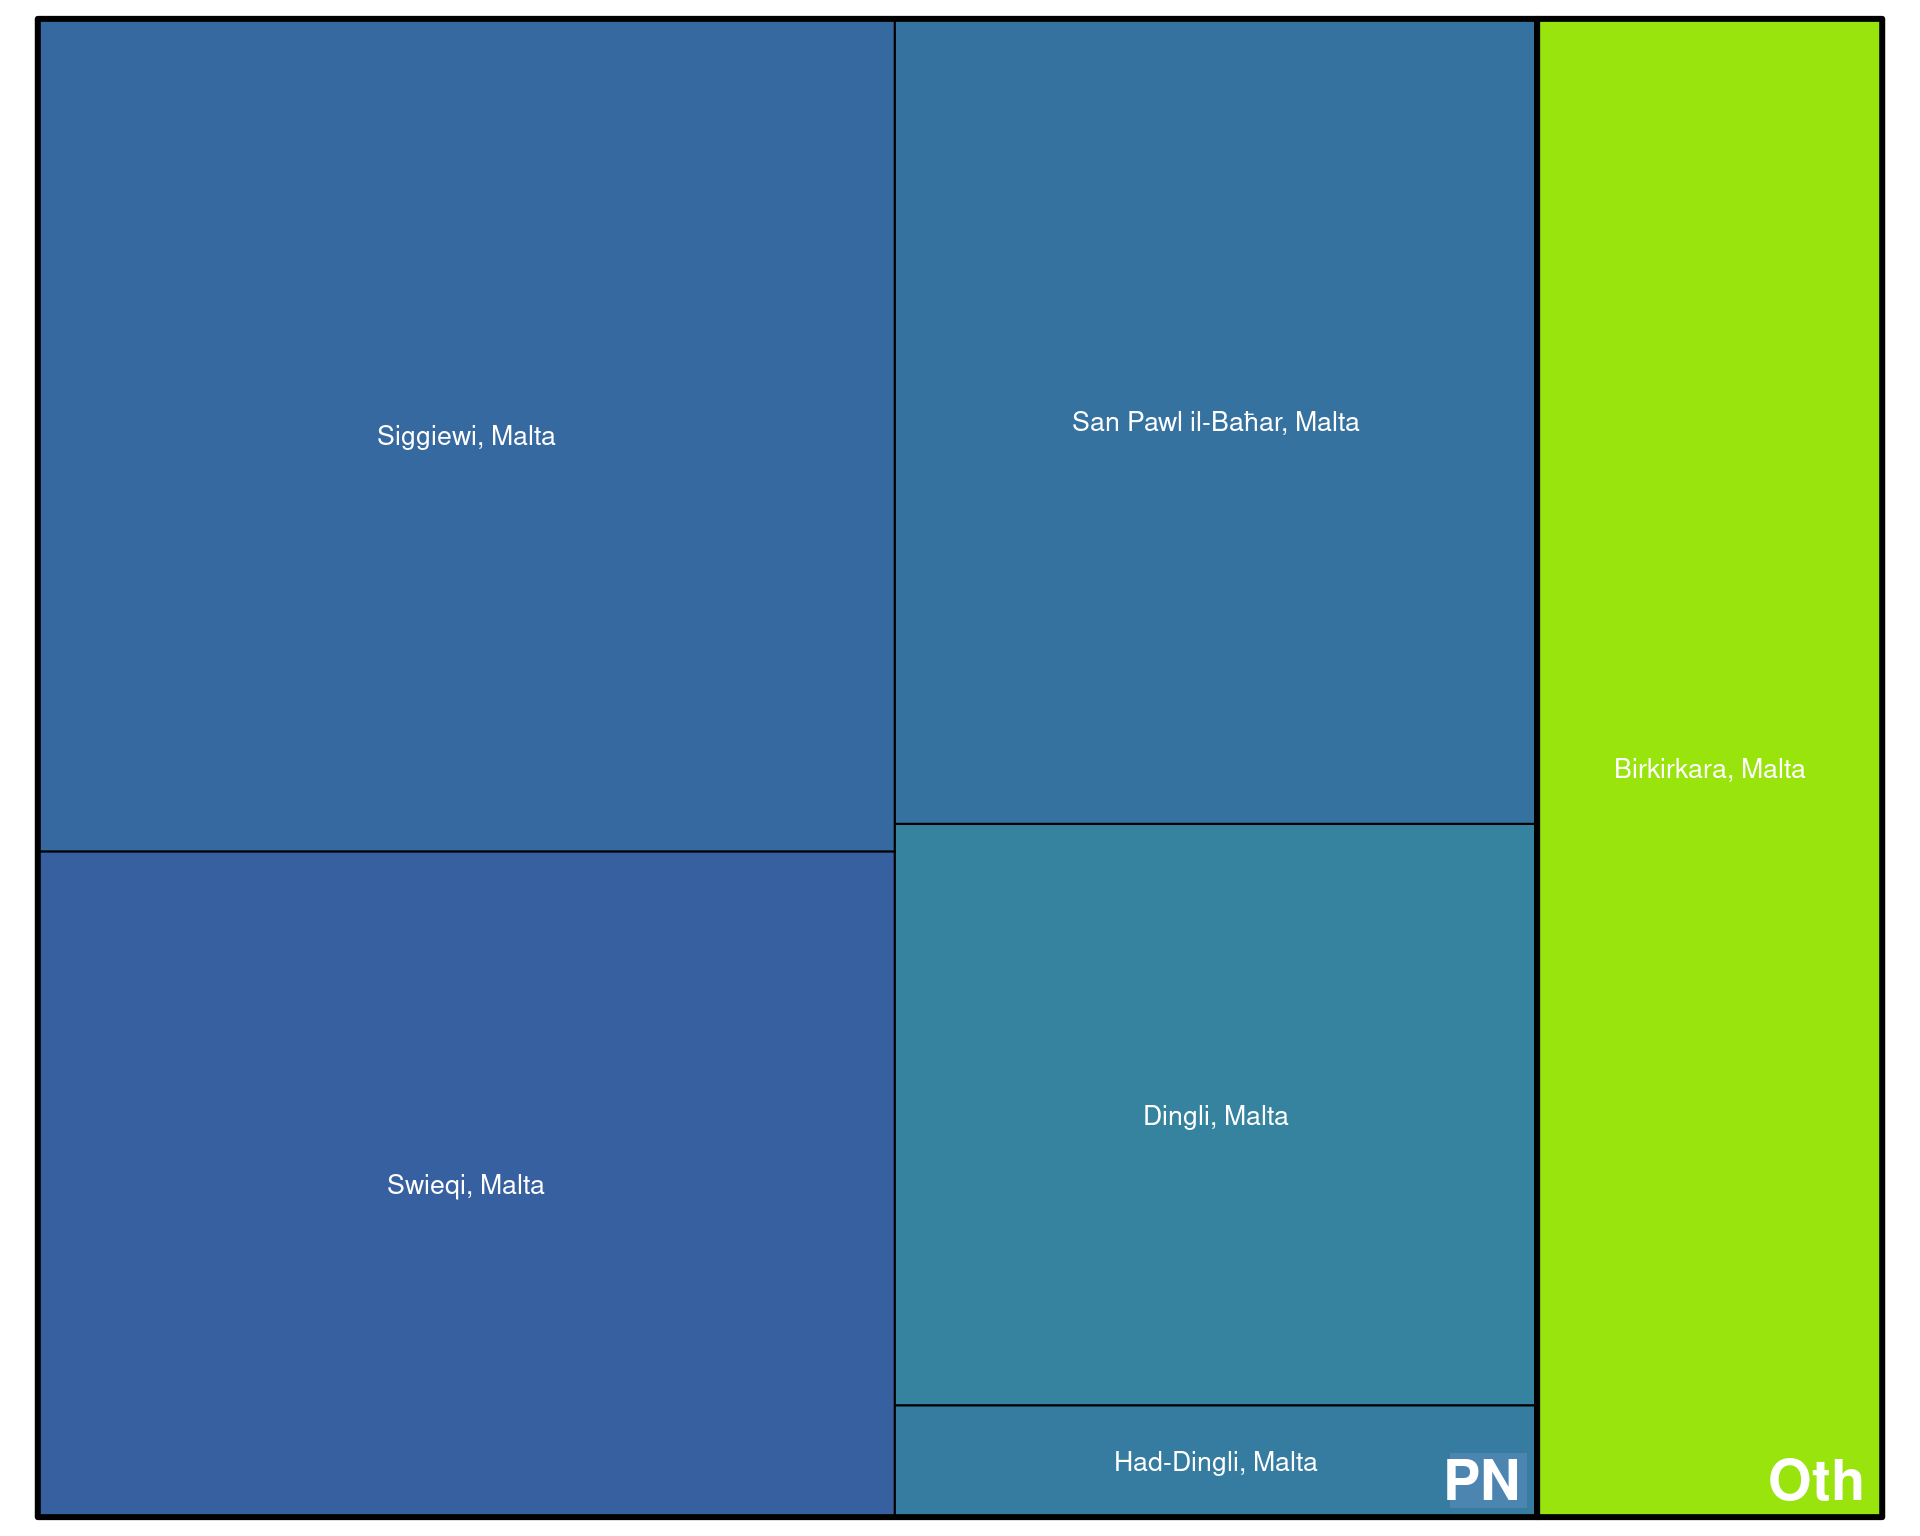 Siggiewi, Malta
San Pawl il-Baħar, Malta
Birkirkara, Malta
Dingli, Malta
Swieqi, Malta
Had-Dingli, Malta
PN
Oth